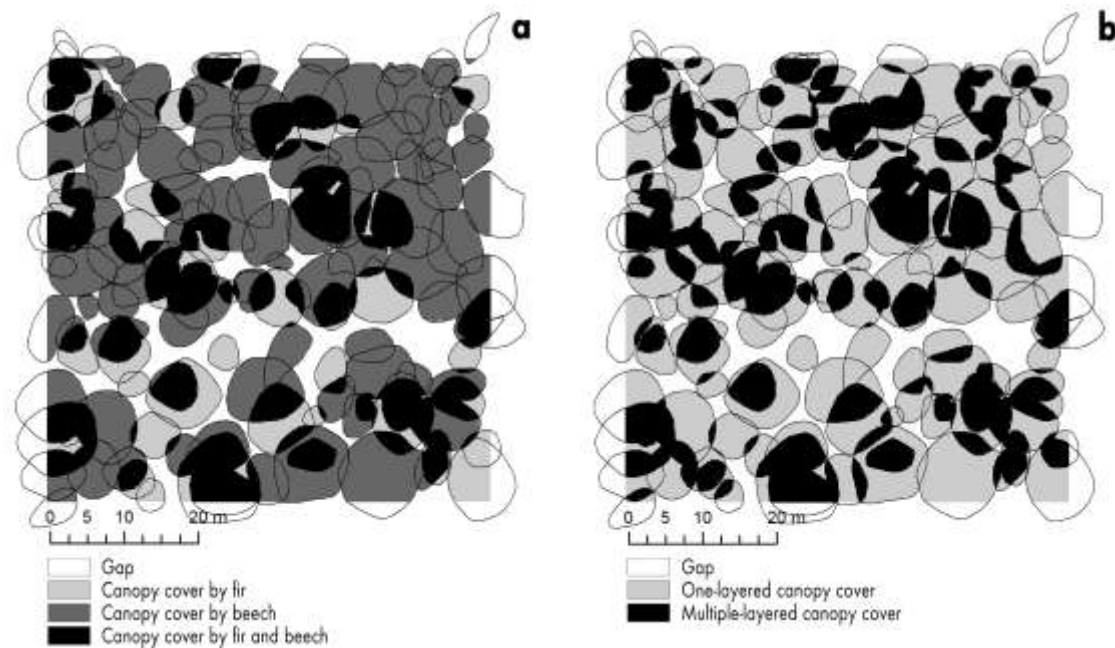 a
b
0 5 10 20 m
Gap
Canopy cover by fir
Canopy cover by beech
Canopy cover by fir and beech
0 5 10 20 m
Gap
One-layered canopy cover
Multiple-layered canopy cover